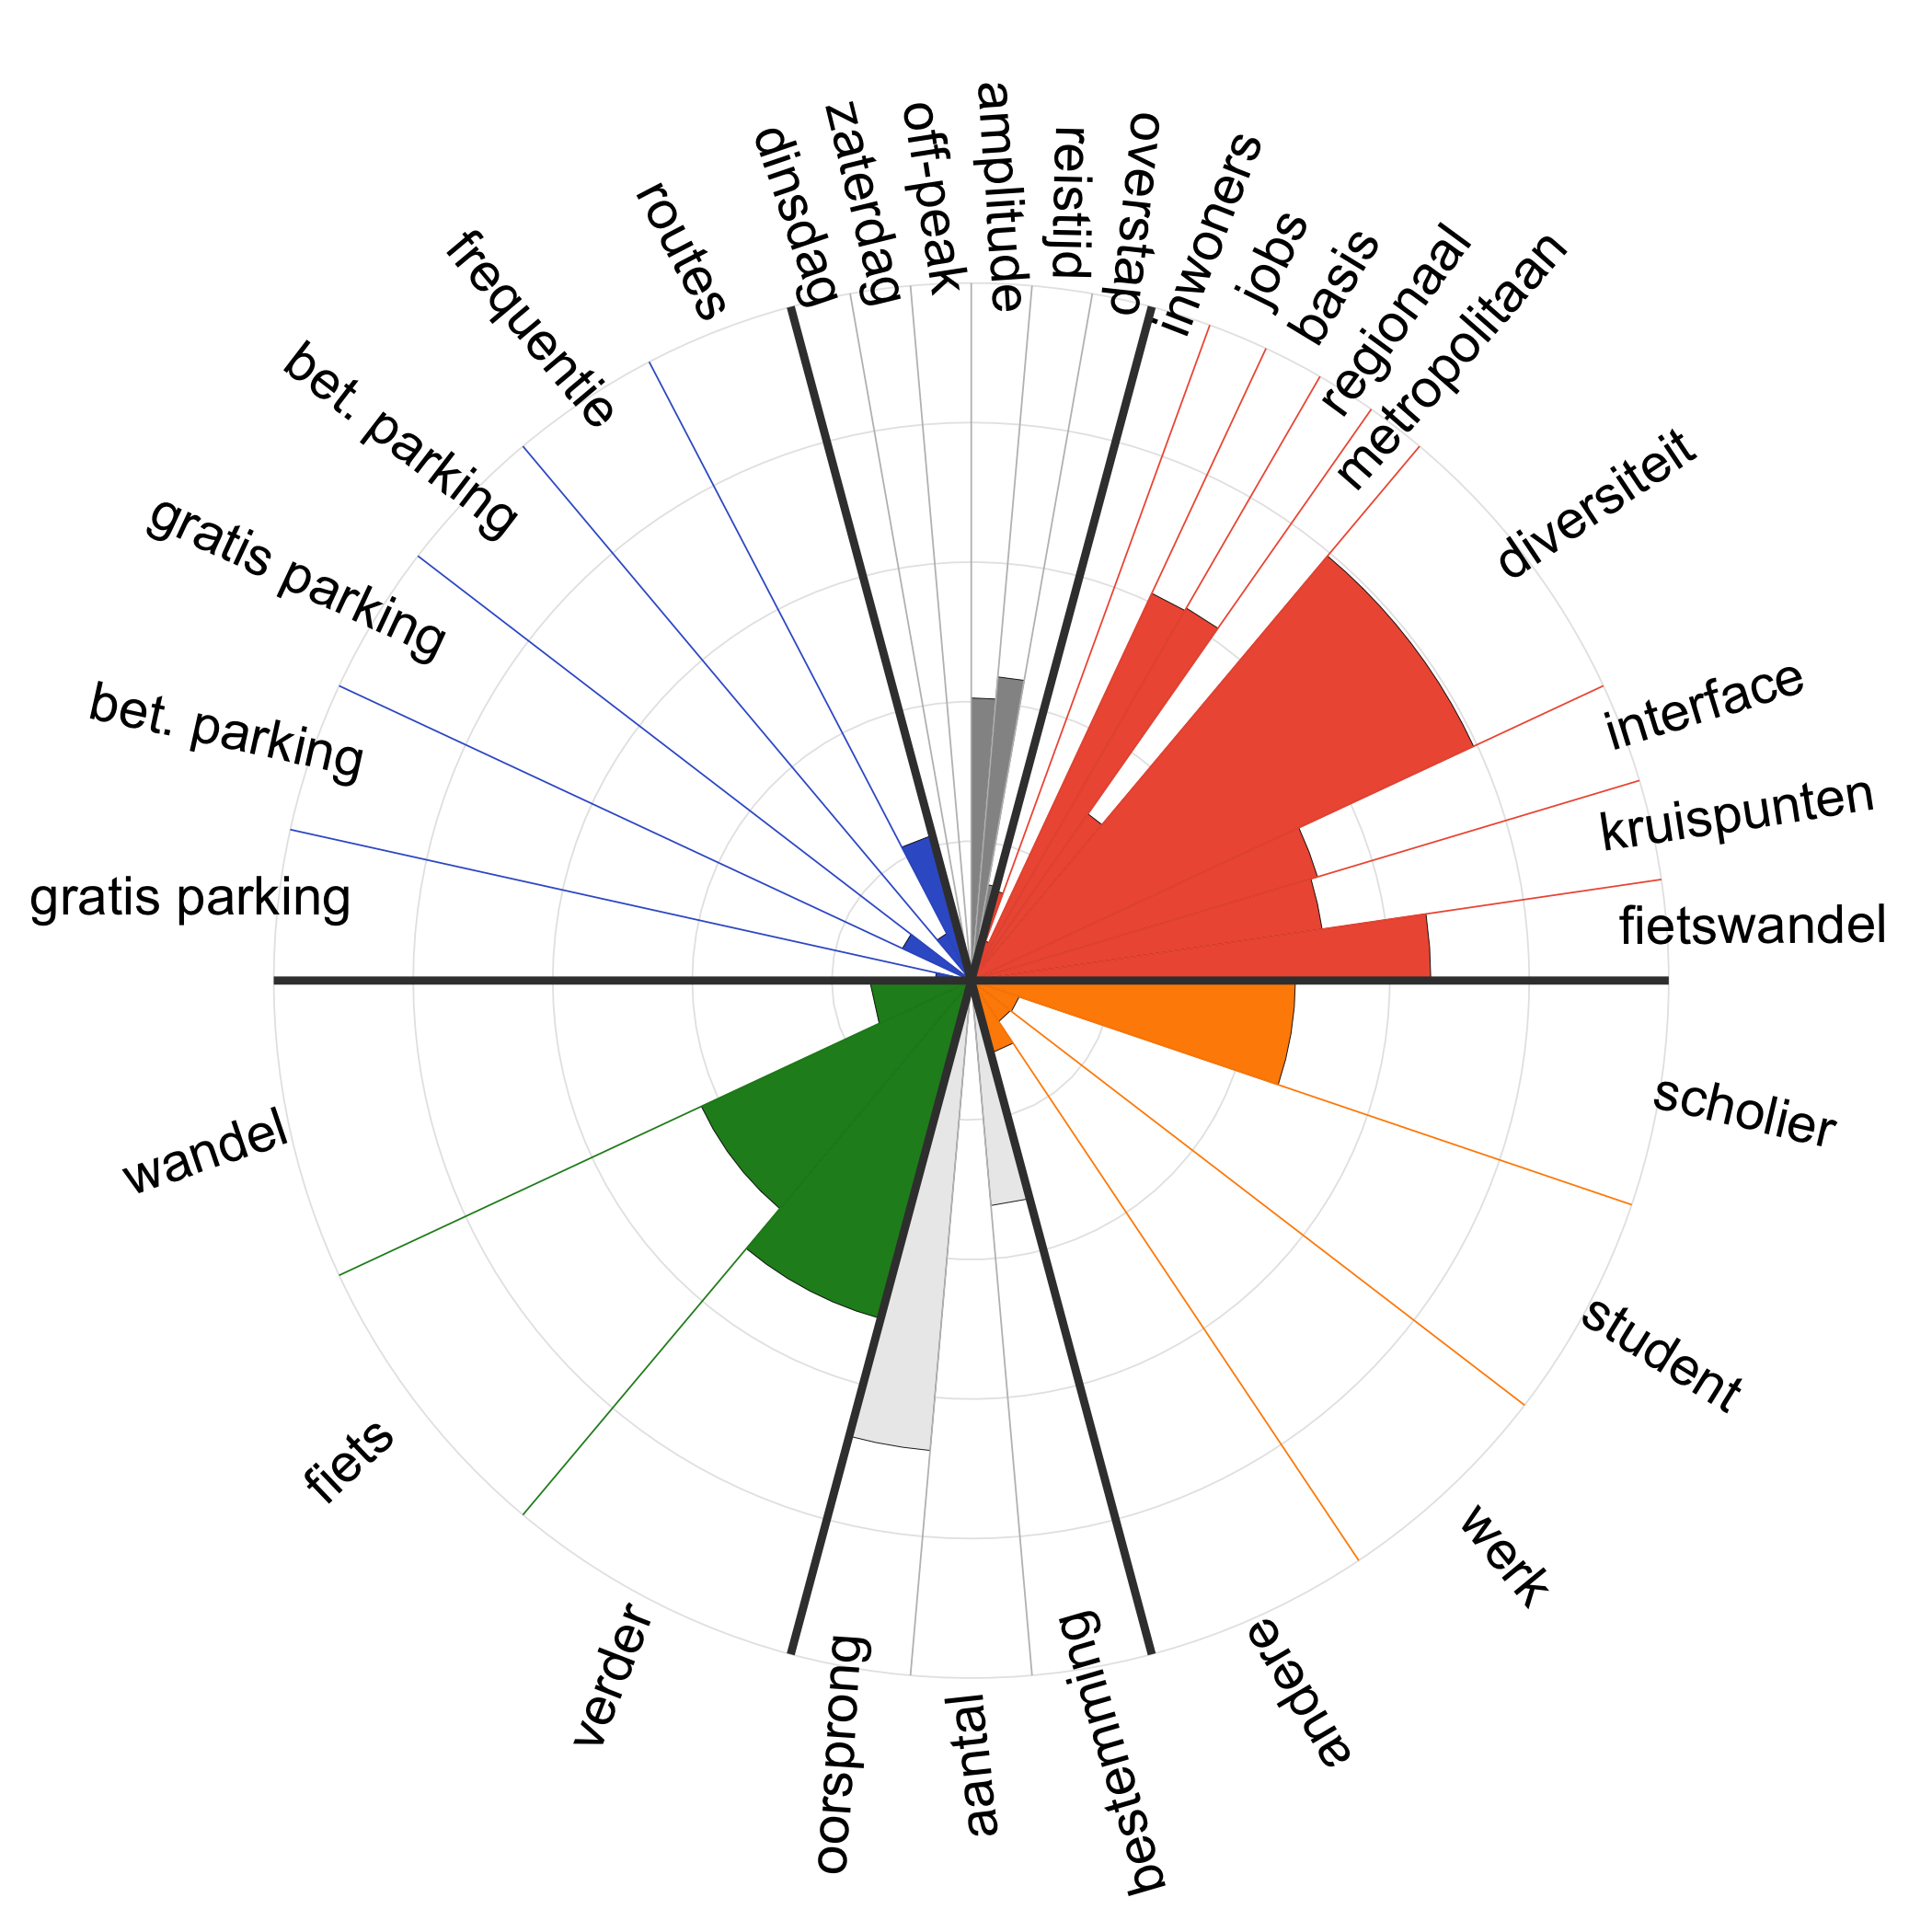 dinsdag
zaterdag
off-peak
amplitude
reistijd
overstap
inwoners
jobs
basis
regionaal
metropolitaan
diversiteit
interface
kruispunten
fietswandel
scholier
student
werk
andere
bestemming
aantal
oorsprong
verder
fiets
wandel
gratis parking
bet. parking
gratis parking
bet. parking
frequentie
routes